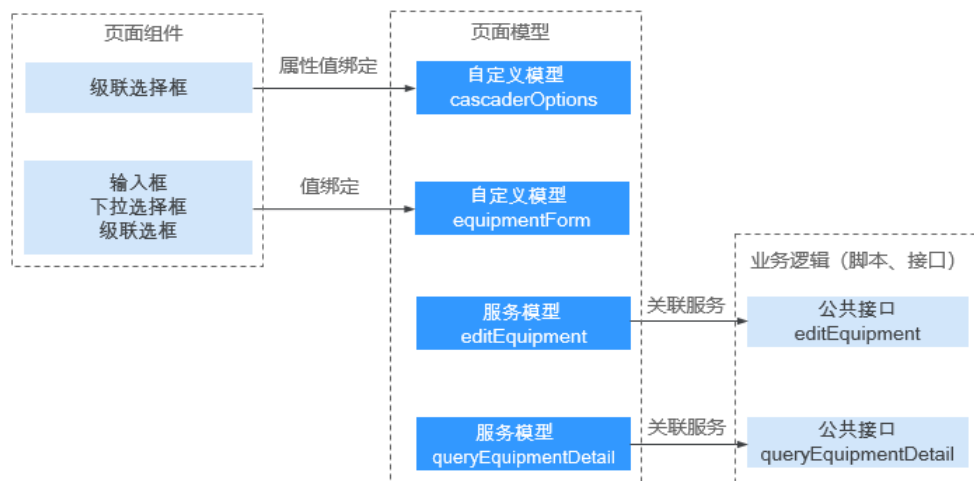 页面组件
级联选择框
输入框
下拉选择框
级联选框
属性值绑定
值绑定
页面模型
自定义模型
cascaderOptions
自定义模型
equipmentForm
服务模型
editEquipment
服务模型
queryEquipmentDetail
关联服务
关联服务
业务逻辑（脚本、接口）
公共接口
editEquipment
公共接口
queryEquipmentDetail